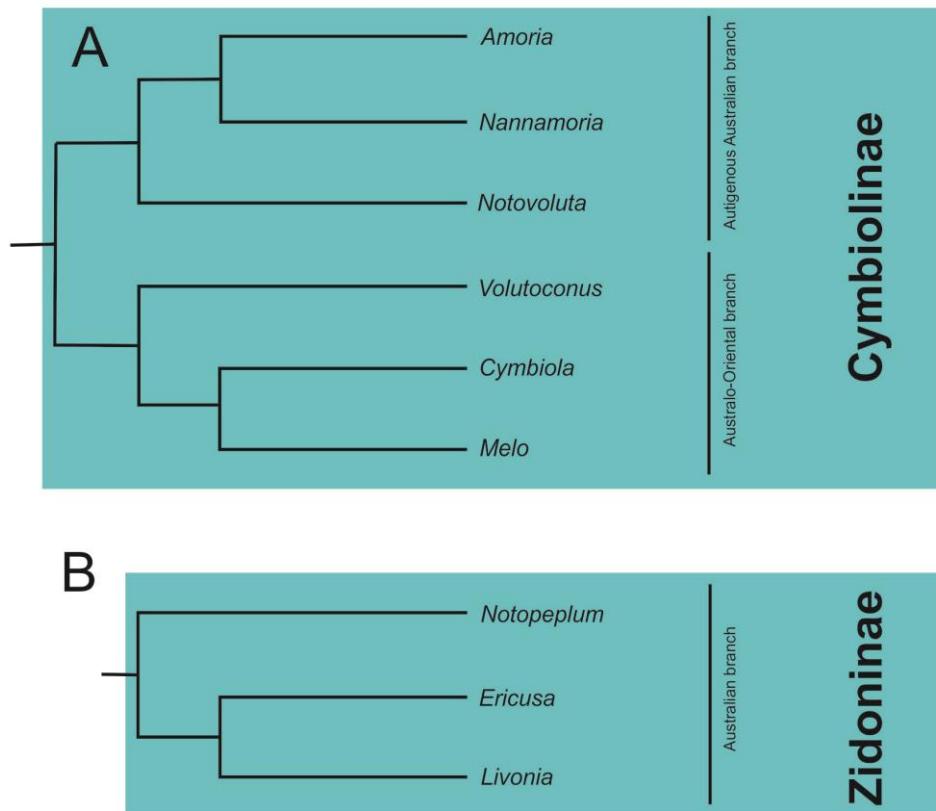 A
Amoria
Nannamoria
Notovoluta
Autigenous Australian branch
Volutoconus
Cymbiola
Melo
Australo-Oriental branch
Cymbiolinae
B
Notopeplum
Ericusa
Livonia
Australian branch
Zidoninae